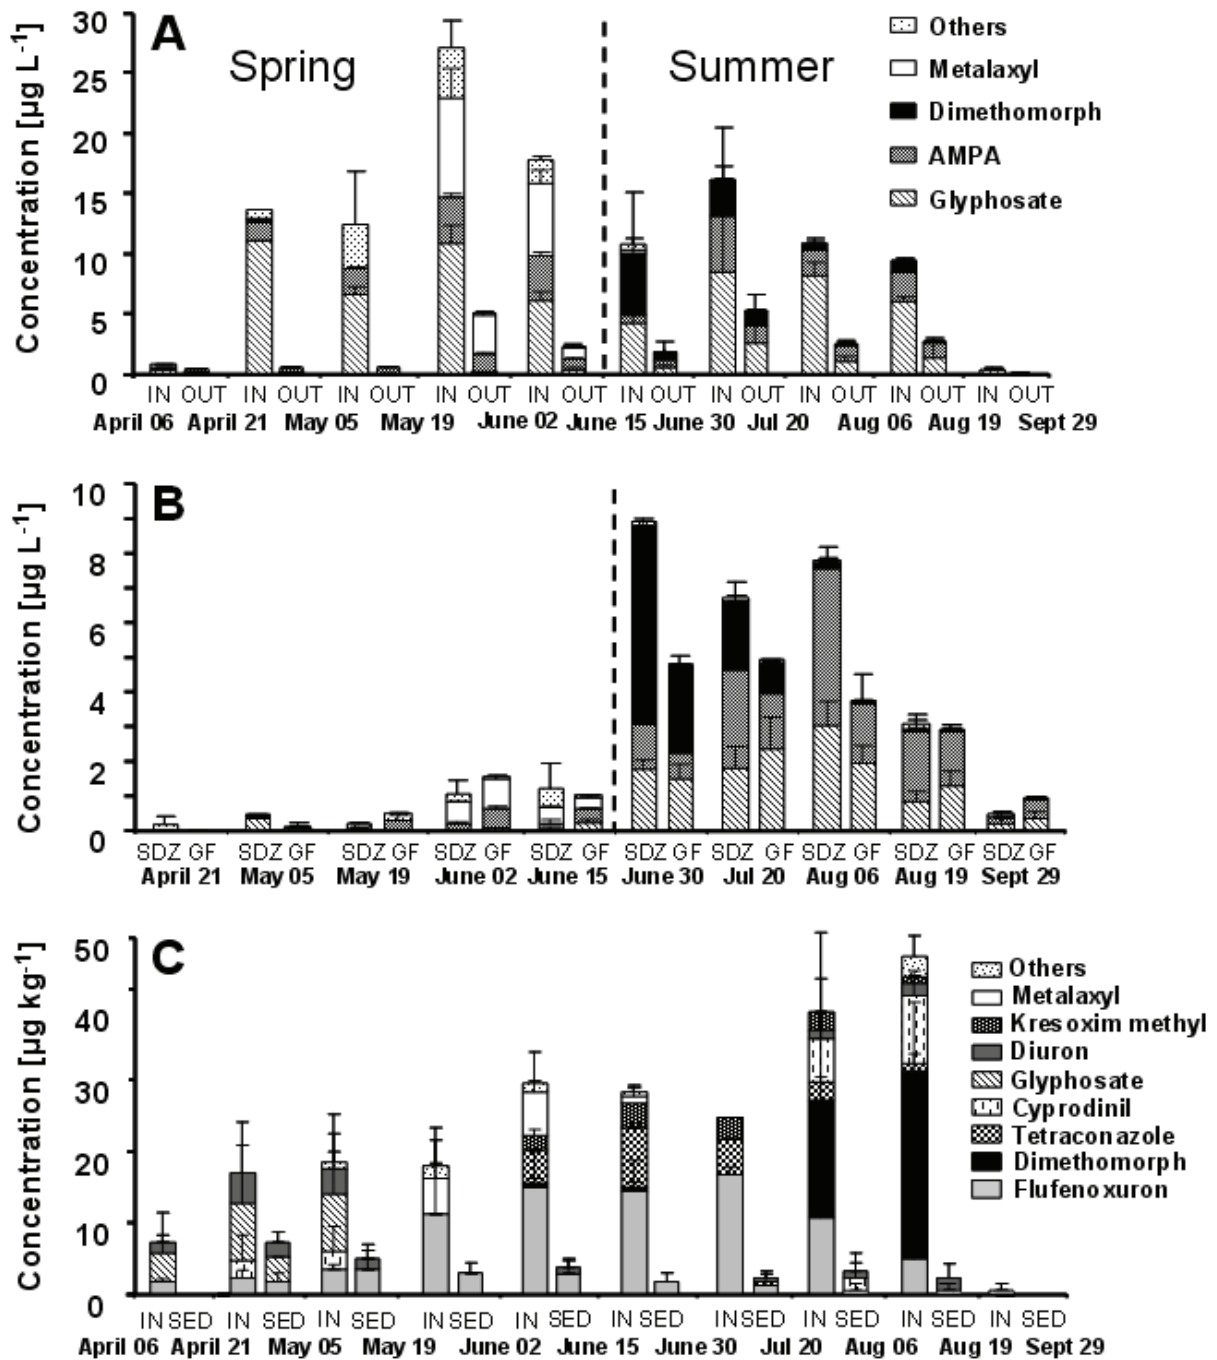 A
Spring
Summer
Others
Metalaxyl
Dimethomorph
AMPA
Glyphosate
Concentration [µg L-1]
30
25
20
15
10
5
0
IN OUT IN OUT IN OUT IN OUT IN OUT IN OUT IN OUT IN OUT IN OUT IN OUT
April 06 April 21 May 05 May 19 June 02 June 15 June 30 Jul 20 Aug 06 Aug 19 Sept 29
B
Concentration [µg L-1]
10
8
6
4
2
0
SDZ GF SDZ GF SDZ GF SDZ GF SDZ GF SDZ GF SDZ GF SDZ GF SDZ GF SDZ GF
April 21 May 05 May 19 June 02 June 15 June 30 Jul 20 Aug 06 Aug 19 Sept 29
C
Others
Metalaxyl
Kresoxim methyl
Diuron
Glyphosate
Cyprodinil
Tetraconazole
Dimethomorph
Flufenoxuron
Concentration [µg kg-1]
50
40
30
20
10
0
IN SED IN SED IN SED IN SED IN SED IN SED IN SED IN SED IN SED IN SED
April 06 April 21 May 05 May 19 June 02 June 15 June 30 Jul 20 Aug 06 Aug 19 Sept 29